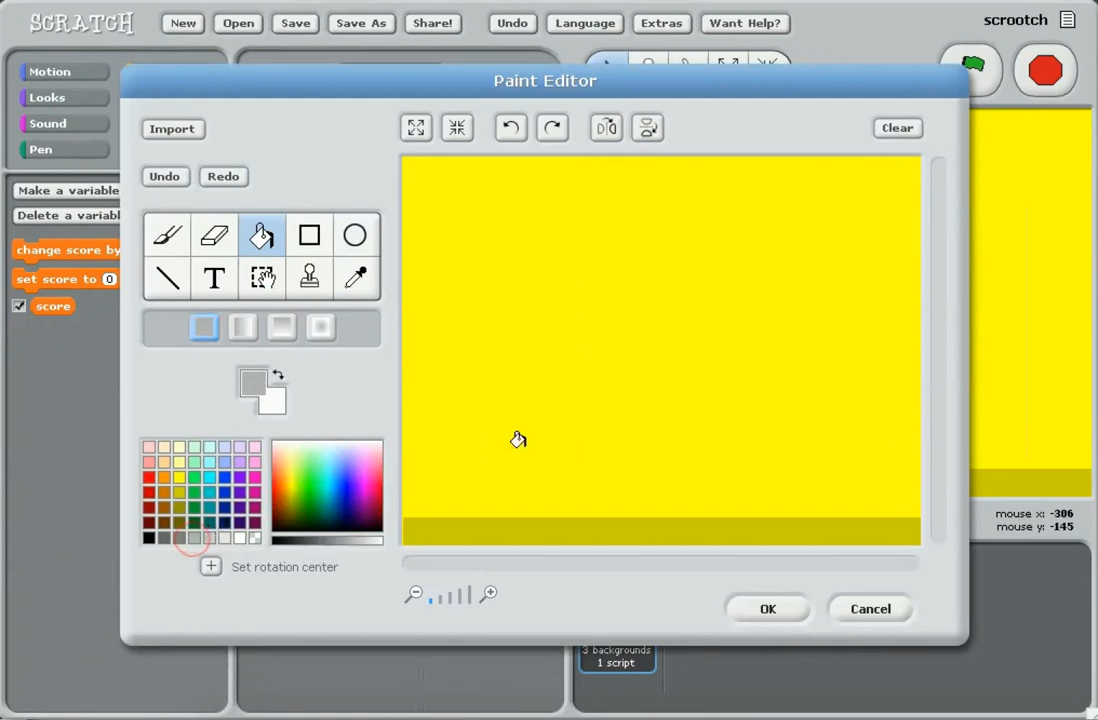 SCRATCH
New
Open
Save
Save As
Share!
Undo
Language
Extras
Want Help?
scrootch
Motion
Looks
Sound
Pen
Make a variable
Delete a variabl
change score by
set score to 0
score
Paint Editor
Import
Clear
Undo
Redo
T
Set rotation center
OK
Cancel
mouse x: -306
mouse y: -145
3 backgrounds
1 script